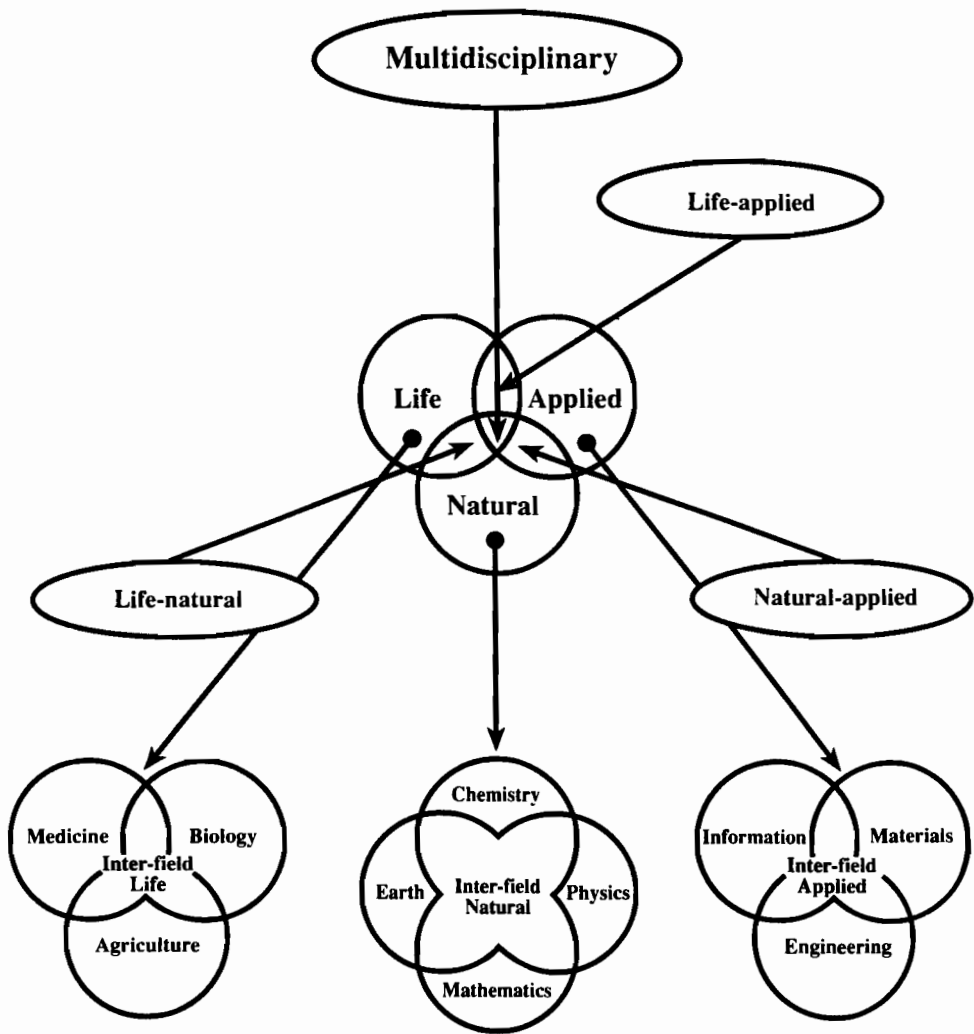 Multidisciplinary
Life-applied
Life
Applied
Natural
Life-natural
Natural-applied
Medicine
Biology
Inter-field
Life
Agriculture
Chemistry
Earth
Inter-field
Natural
Physics
Mathematics
Information
Materials
Inter-field
Applied
Engineering